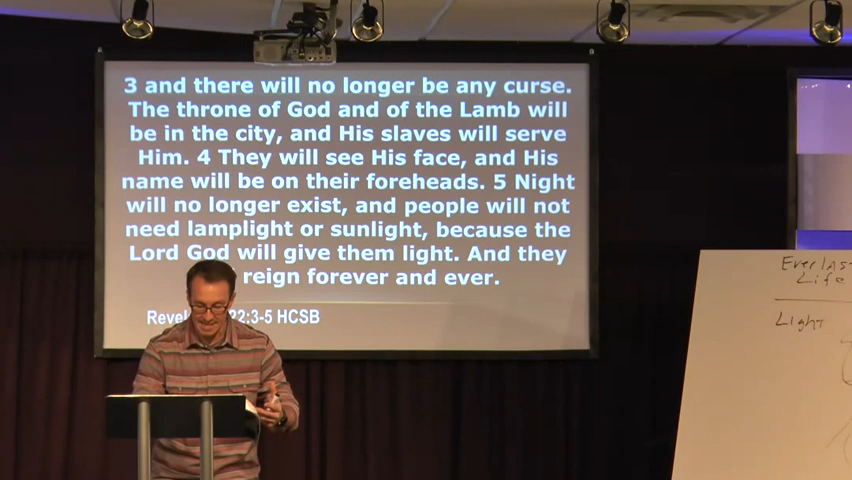 3 and there will no longer be any curse.
The throne of God and of the Lamb will
be in the city, and His slaves will serve
Him. 4 They will see His face, and His
name will be on their foreheads. 5 Night
will no longer exist, and people will not
need lamplight or sunlight, because the
Lord God will give them light. And they
reign forever and ever.
22:3-5 HCSB
Life
Light